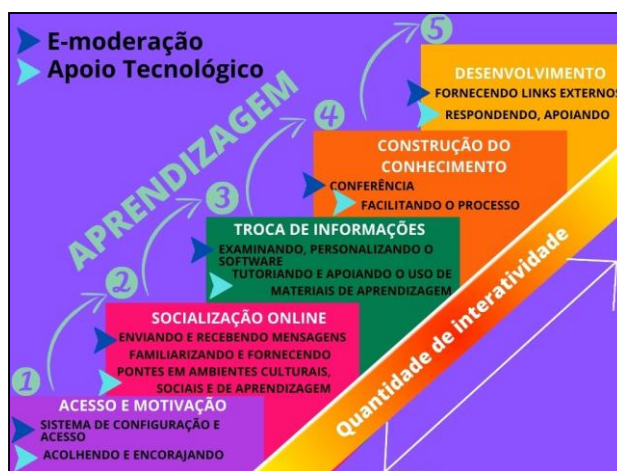 E-moderação
Apoio Tecnológico
APRENDIZAGEM
5
DESENVOLVIMENTO
FORNECENDO LINKS EXTERNOS
RESPONDENDO, APOIANDO
4
CONSTRUÇÃO DO
CONHECIMENTO
CONFERÊNCIA
FACILITANDO O PROCESSO
3
TROCA DE INFORMAÇÕES
EXAMINANDO, PERSONALIZANDO O
SOFTWARE
TUTORIANDO E APOIANDO O USO DE
MATERIAIS DE APRENDIZAGEM
2
SOCIALIZAÇÃO ONLINE
ENVIANDO E RECEBENDO MENSAGENS
FAMILIARIZANDO E FORNECENDO
PONTES EM AMBIENTES CULTURAIS,
SOCIAIS E DE APRENDIZAGEM
1
ACESSO E MOTIVAÇÃO
SISTEMA DE CONFIGURAÇÃO E
ACESSO
ACOLHENDO E ENCORAJANDO
Quantidade de interatividade